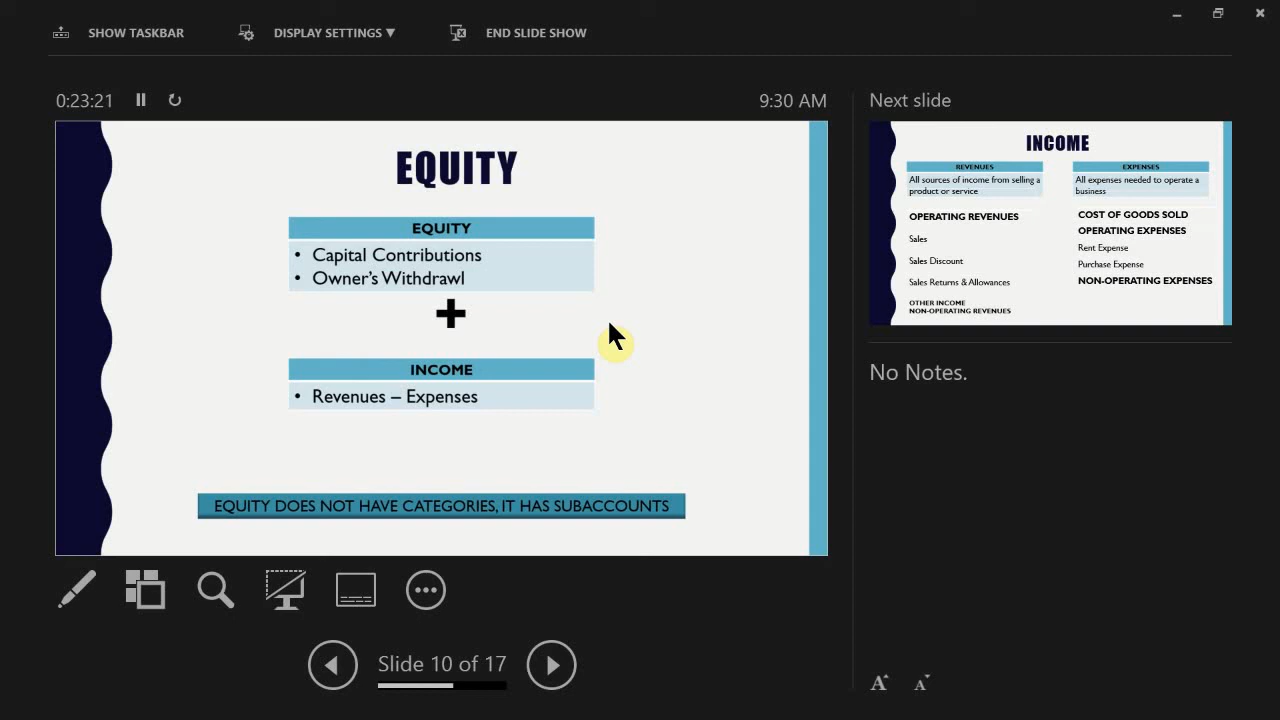 SHOW TASKBAR
DISPLAY SETTINGS ▼
END SLIDE SHOW
0:23:21
9:30 AM
EQUITY
EQUITY
• Capital Contributions
• Owner's Withdrawl
+
INCOME
• Revenues – Expenses
EQUITY DOES NOT HAVE CATEGORIES, IT HAS SUBACCOUNTS
Slide 10 of 17
Next slide
INCOME
REVENUES
All sources of income from selling a
product or service
OPERATING REVENUES
Sales
Sales Discount
Sales Returns & Allowances
OTHER INCOME
NON-OPERATING REVENUES
EXPENSES
All expenses needed to operate a
business
COST OF GOODS SOLD
OPERATING EXPENSES
Rent Expense
Purchase Expense
NON-OPERATING EXPENSES
No Notes.
A A